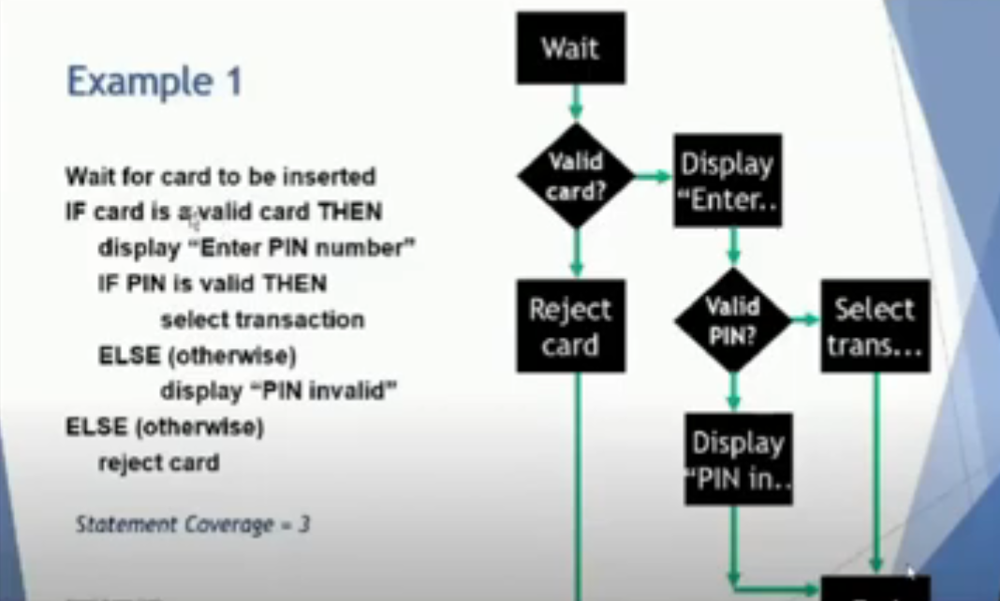 Example 1
Wait for card to be inserted
IF card is a valid card THEN
display “Enter PIN number”
IF PIN is valid THEN
select transaction
ELSE (otherwise)
display “PIN invalid”
ELSE (otherwise)
reject card
Statement Coverage = 3
Wait
Valid
card?
Display
“Enter..
Reject
card
Valid
PIN?
Select
trans...
Display
“PIN in..